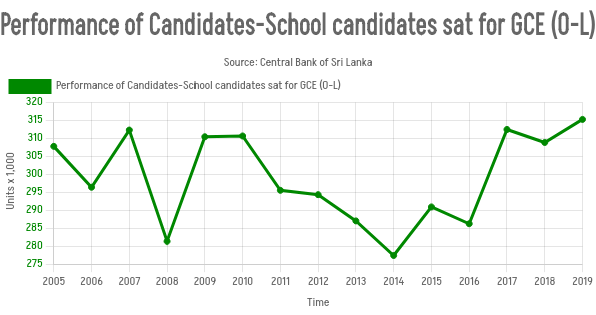 Performance of Candidates-School candidates sat for GCE (O-L)
Source: Central Bank of Sri Lanka
Performance of Candidates-School candidates sat for GCE (O-L)
320
315
310
305
300
295
290
285
280
275
Units x 1,000
2005 2006 2007 2008 2009 2010 2011 2012 2013 2014 2015 2016 2017 2018 2019
Time